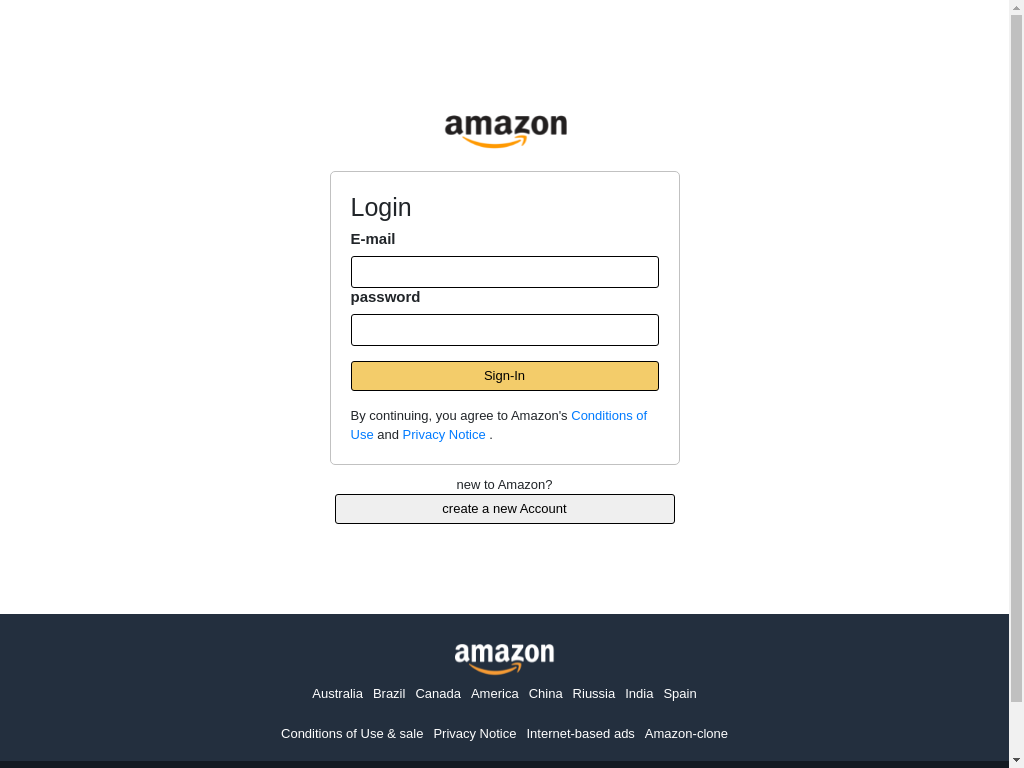 amazon
Login
E-mail
password
Sign-In
By continuing, you agree to Amazon's Conditions of
Use and Privacy Notice .
new to Amazon?
create a new Account
amazon
Australia Brazil Canada America China Riussia India Spain
Conditions of Use & sale Privacy Notice Internet-based ads Amazon-clone